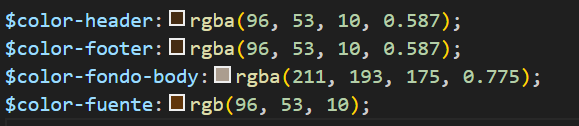 $color-header: rgba(96, 53, 10, 0.587);
$color-footer: rgba(96, 53, 10, 0.587);
$color-fondo-body: rgba(211, 193, 175, 0.775);
$color-fuente: rgb(96, 53, 10);